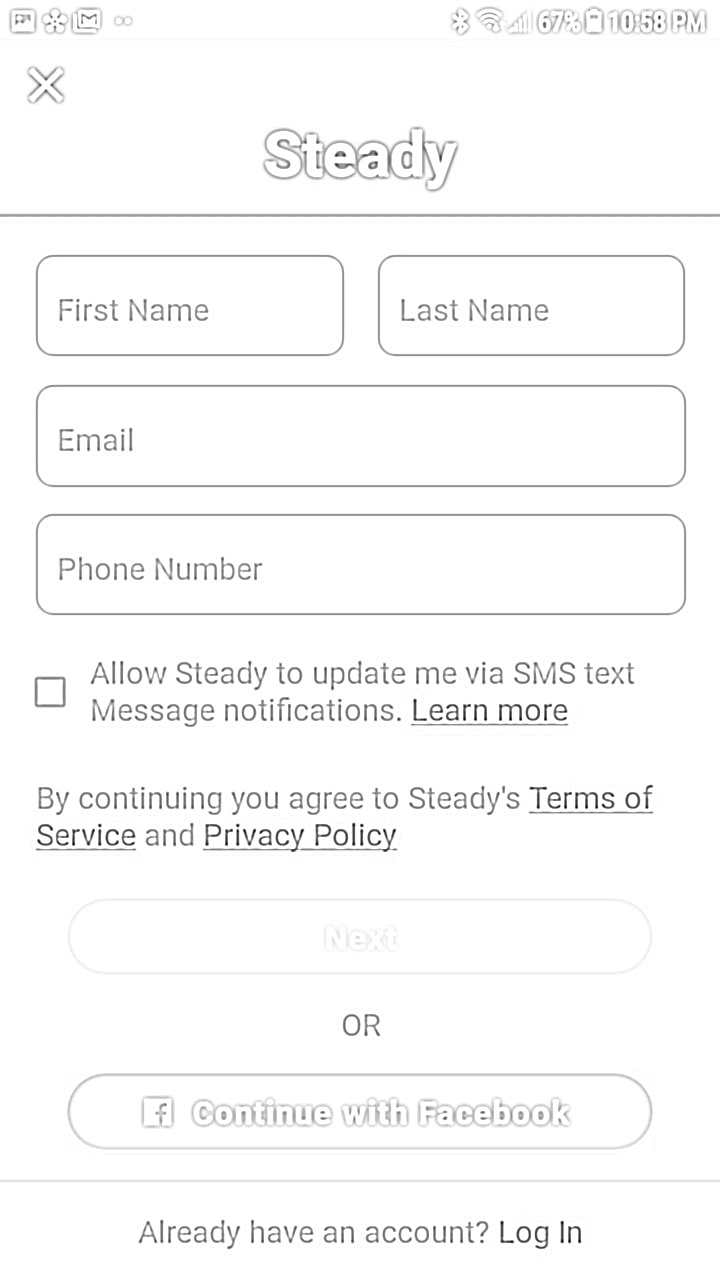 67% 10:58 PM
Steady
First Name
Last Name
Email
Phone Number
Allow Steady to update me via SMS text
Message notifications. Learn more
By continuing you agree to Steady's Terms of
Service and Privacy Policy
Next
OR
Continue with Facebook
Already have an account? Log In